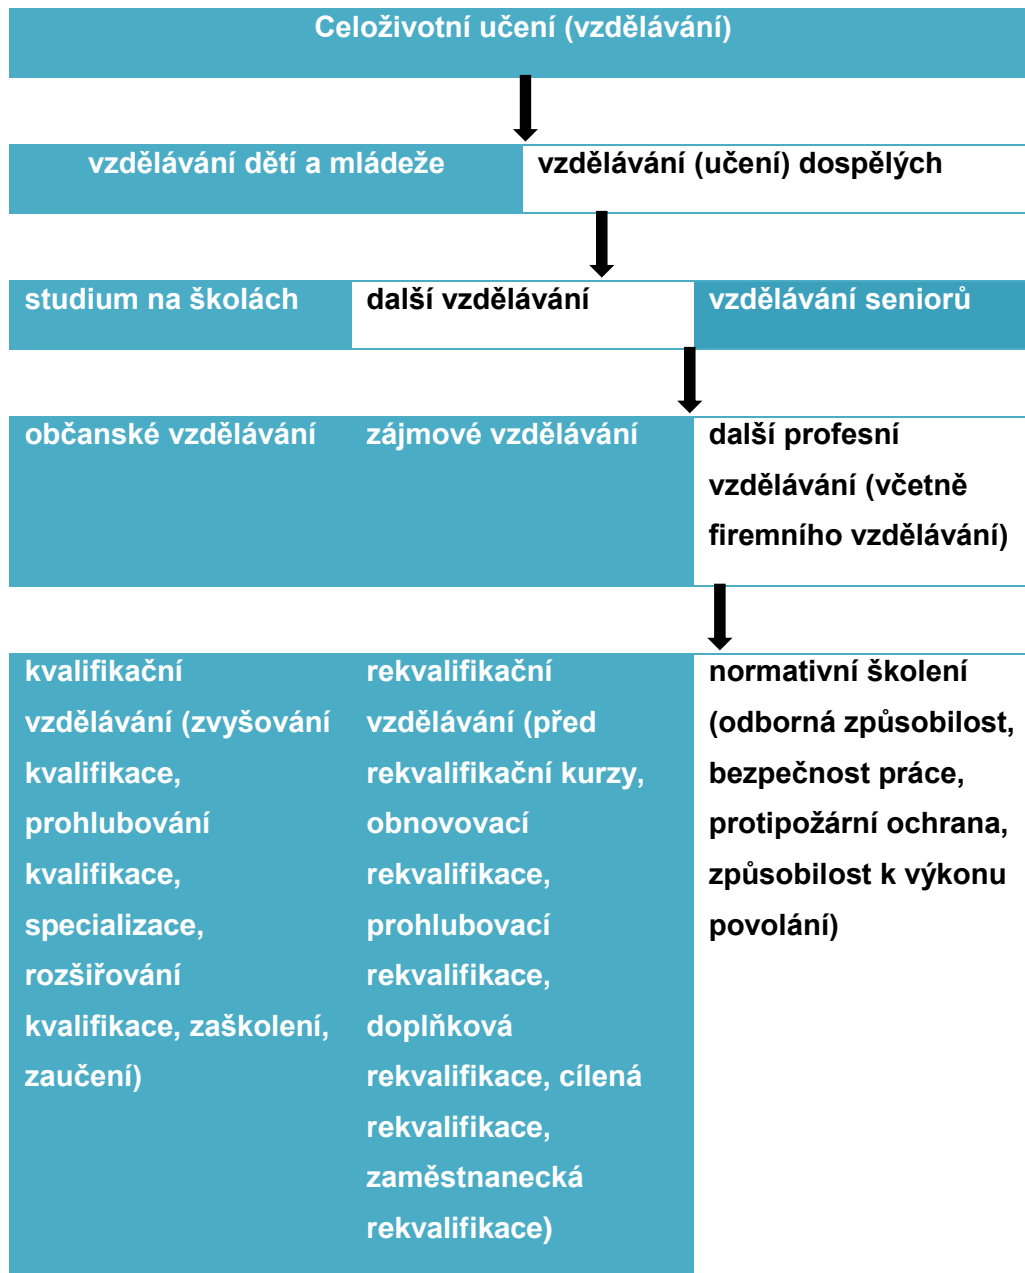 Celoživotní učení (vzdělávání)
vzdělávání dětí a mládeže
vzdělávání (učení) dospělých
studium na školách
další vzdělávání
vzdělávání seniorů
občanské vzdělávání
zájmové vzdělávání
další profesní
vzdělávání (včetně
firemního vzdělávání)
kvalifikační
vzdělávání (zvyšování
kvalifikace,
prohlubování
kvalifikace,
specializace,
rozšiřování
kvalifikace, zaškolení,
zaučení)
rekvalifikační
vzdělávání (před
rekvalifikační kurzy,
obnovovací
rekvalifikace,
prohlubovací
rekvalifikace,
doplňková
rekvalifikace, cílená
rekvalifikace,
zaměstnanecká
rekvalifikace)
normativní školení
(odborná způsobilost,
bezpečnost práce,
protipožární ochrana,
způsobilost k výkonu
povolání)